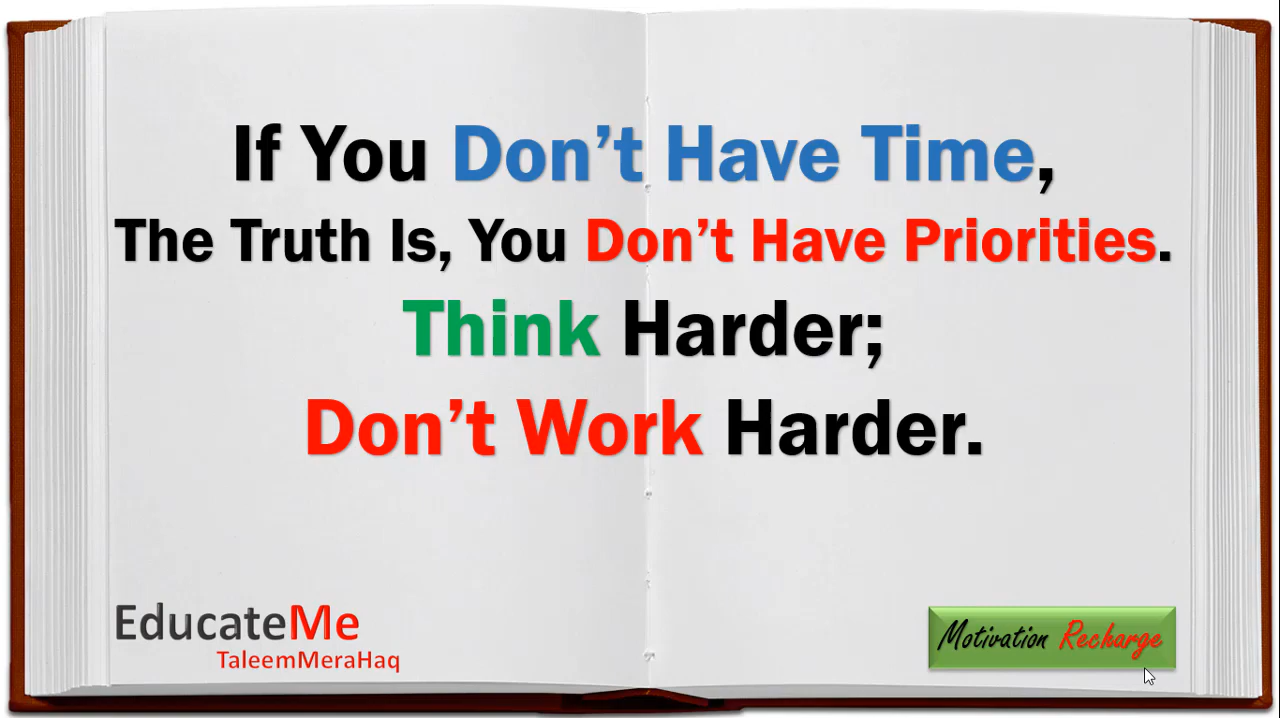 If You Don’t Have Time,
The Truth Is, You Don’t Have Priorities.
Think Harder;
Don’t Work Harder.
EducateMe
TaleemMeraHaq
Motivation Recharge